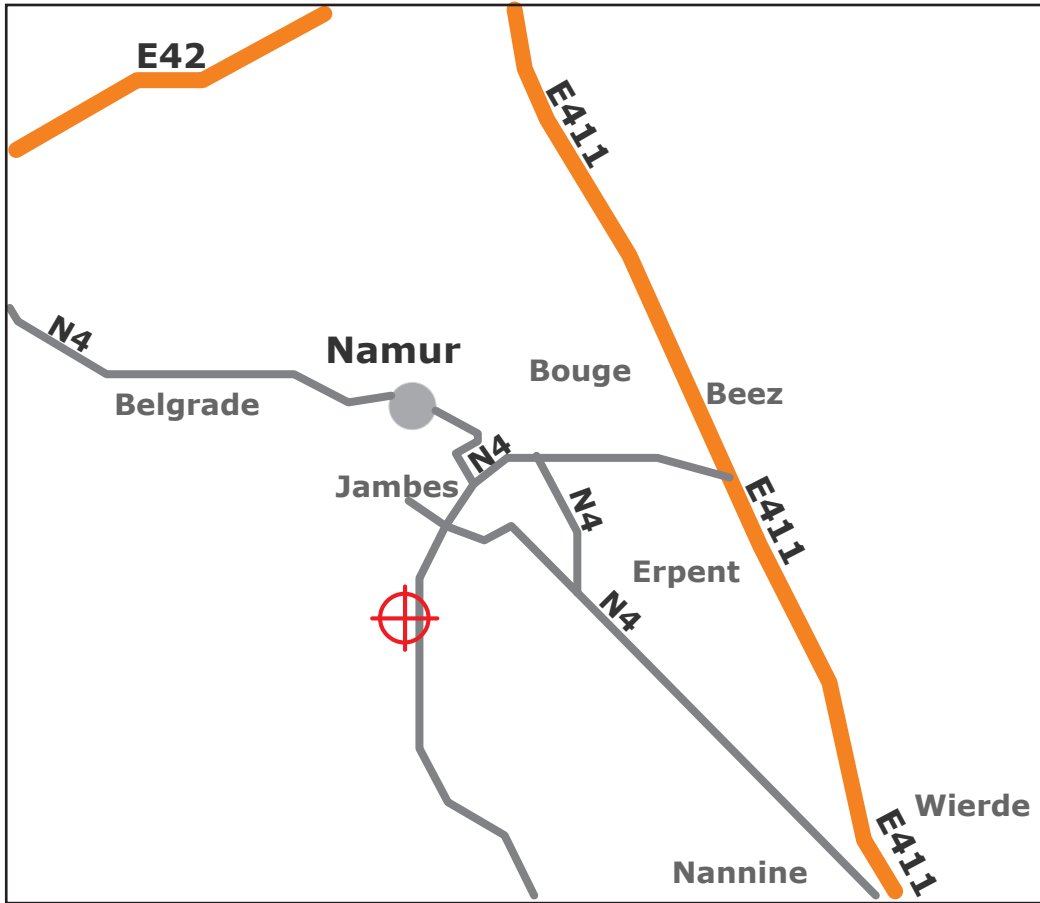 E42
E411
N4
Namur
Bouge
Beez
Belgrade
N4
Jambes
N4
E411
Erpent
N4
Wierde
E411
Nannine